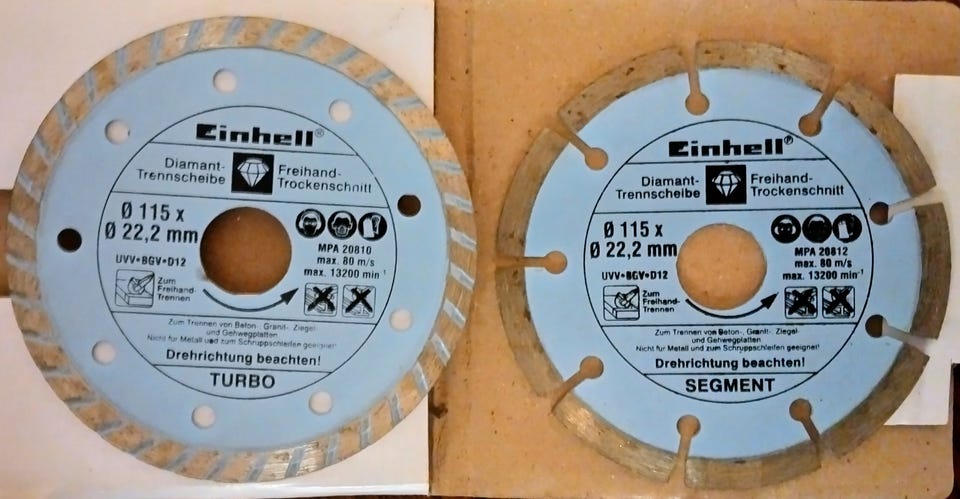 Einhell®
Diamant-
Trennscheibe
Freihand-
Trockenschnitt
Ø 115 x
Ø 22,2 mm
MPA 20810
max. 80 m/s
max. 13200 min⁻¹
UVV•BGV•D12
Zum
Freihand-
Trennen
Zum Trennen von Beton-, Granit-, Ziegel-
und Gehwegplatten
Nicht für Metall und zum Schruppschleifen geeignet!
Drehrichtung beachten!
TURBO
Einhell®
Diamant-
Trennscheibe
Freihand-
Trockenschnitt
Ø 115 x
Ø 22,2 mm
MPA 20812
max. 80 m/s
max. 13200 min⁻¹
UVV•BGV•D12
Zum
Freihand-
Trennen
Zum Trennen von Beton-, Granit-, Ziegel-
und Gehwegplatten
Nicht für Metall und zum Schruppschleifen geeignet!
Drehrichtung beachten!
SEGMENT